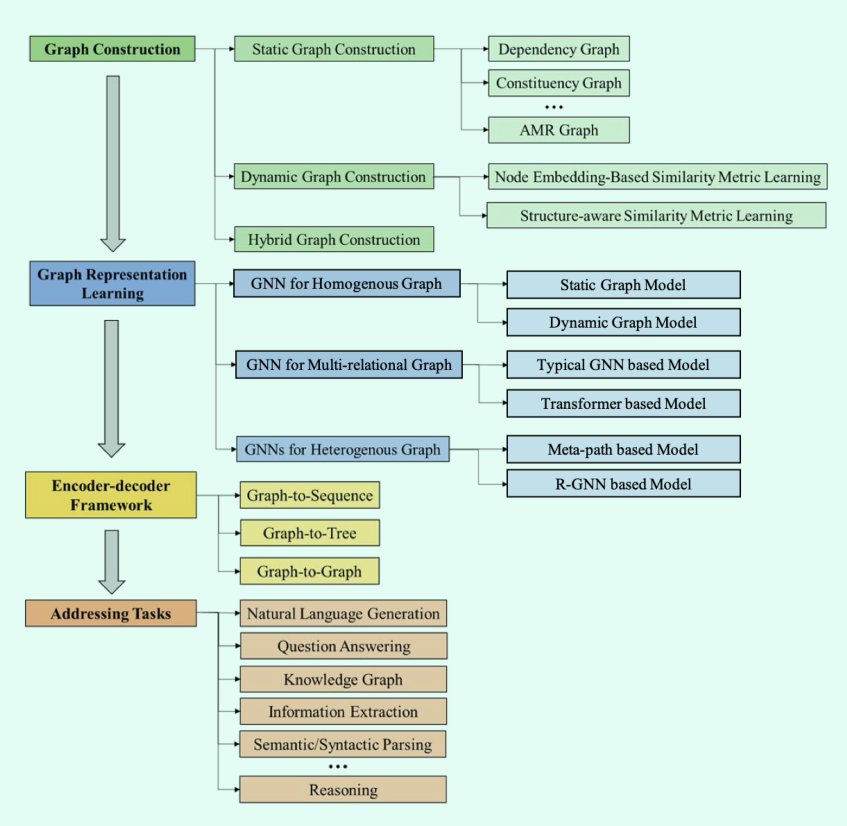 Graph Construction
Static Graph Construction
Dependency Graph
Constituency Graph
...
AMR Graph
Dynamic Graph Construction
Node Embedding-Based Similarity Metric Learning
Structure-aware Similarity Metric Learning
Hybrid Graph Construction
Graph Representation
Learning
GNN for Homogenous Graph
Static Graph Model
Dynamic Graph Model
GNN for Multi-relational Graph
Typical GNN based Model
Transformer based Model
GNNs for Heterogenous Graph
Meta-path based Model
R-GNN based Model
Encoder-decoder
Framework
Graph-to-Sequence
Graph-to-Tree
Graph-to-Graph
Addressing Tasks
Natural Language Generation
Question Answering
Knowledge Graph
Information Extraction
Semantic/Syntactic Parsing
...
Reasoning